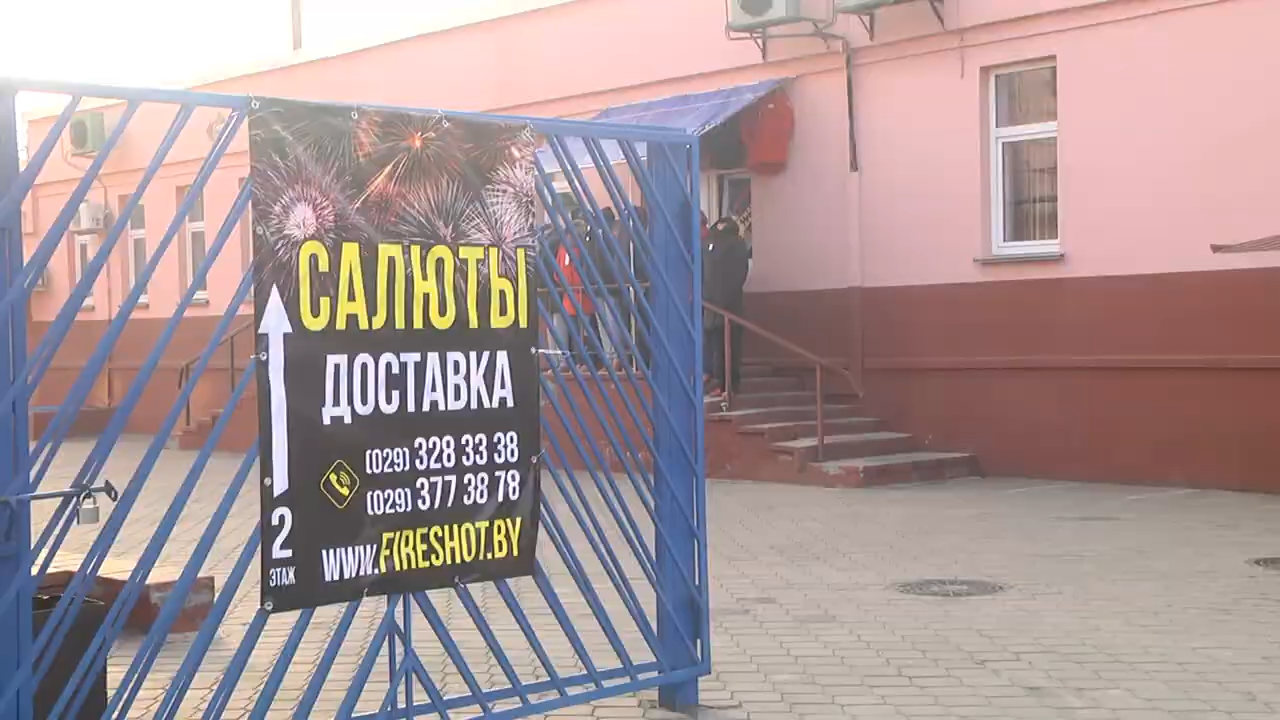 САЛЮТЫ
ДОСТАВКА
(029) 328 33 38
(029) 377 38 78
WWW.FIRESHOT.BY
2
ЭТАЖ